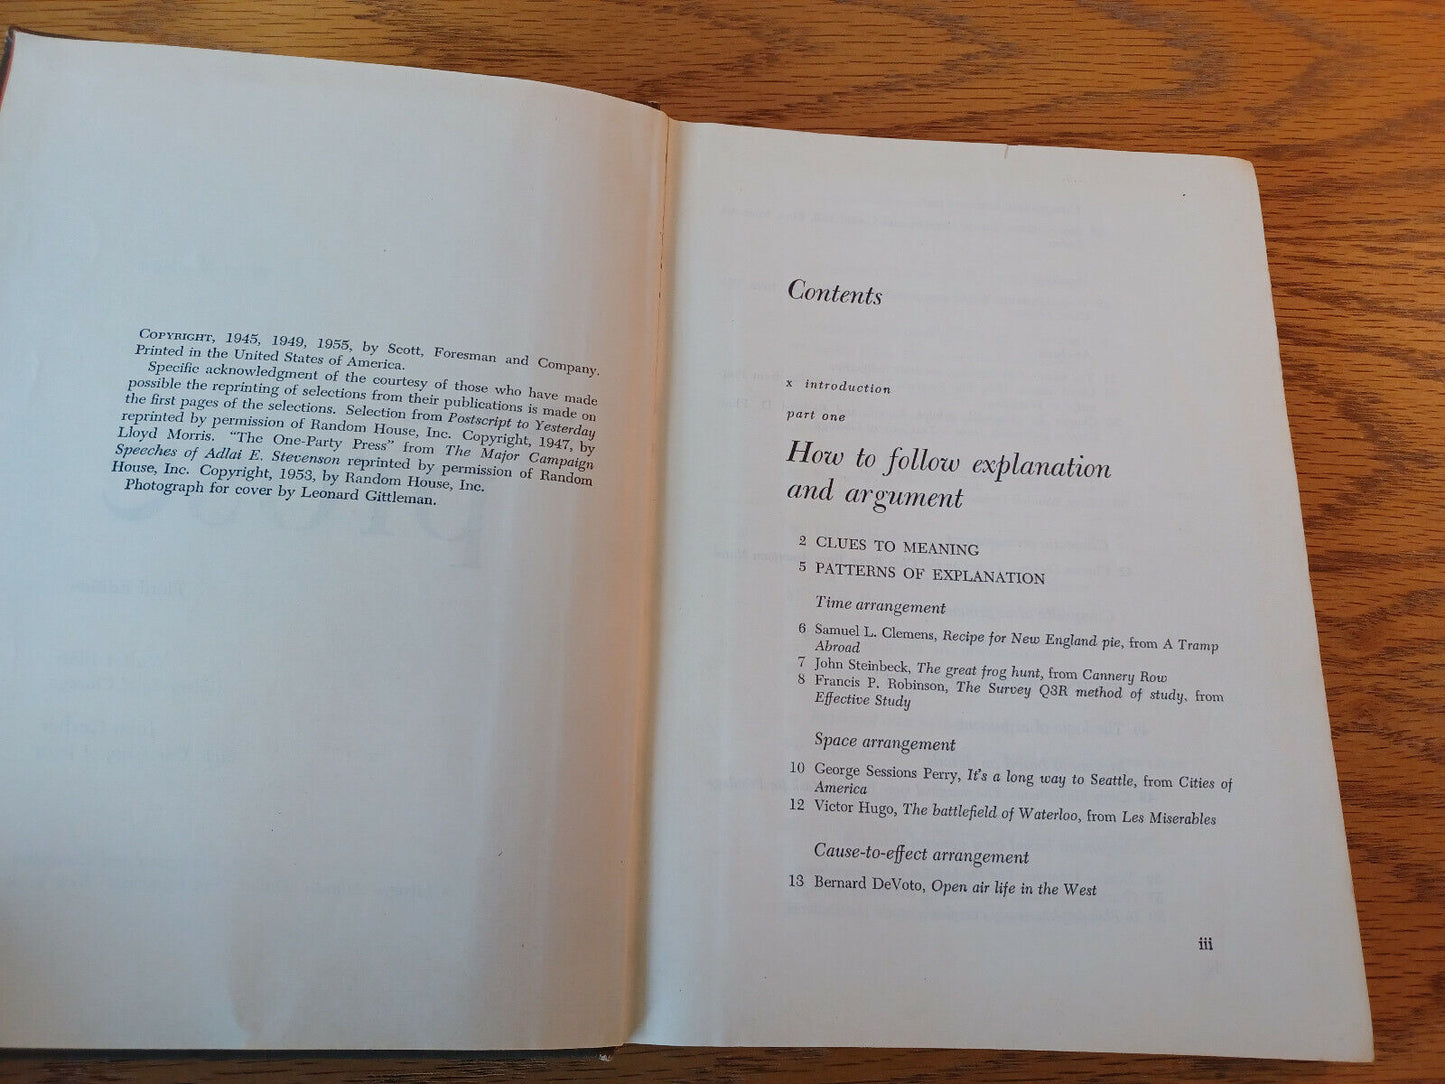 COPYRIGHT, 1945, 1949, 1955, by Scott, Foresman and Company.
Printed in the United States of America.
Specific acknowledgment of the courtesy of those who have made
possible the reprinting of selections from their publications is made on
the first pages of the selections. Selection from Postscript to Yesterday
reprinted by permission of Random House, Inc. Copyright, 1947, by
Lloyd Morris. “The One-Party Press” from The Major Campaign
Speeches of Adlai E. Stevenson reprinted by permission of Random
House, Inc. Copyright, 1953, by Random House, Inc.
Photograph for cover by Leonard Gittleman.
Contents
x introduction
part one
How to follow explanation
and argument
2 CLUES TO MEANING
5 PATTERNS OF EXPLANATION
Time arrangement
6 Samuel L. Clemens, Recipe for New England pie, from A Tramp
Abroad
7 John Steinbeck, The great frog hunt, from Cannery Row
8 Francis P. Robinson, The Survey Q3R method of study, from
Effective Study
Space arrangement
10 George Sessions Perry, It's a long way to Seattle, from Cities of
America
12 Victor Hugo, The battlefield of Waterloo, from Les Miserables
Cause-to-effect arrangement
13 Bernard DeVoto, Open air life in the West
iii